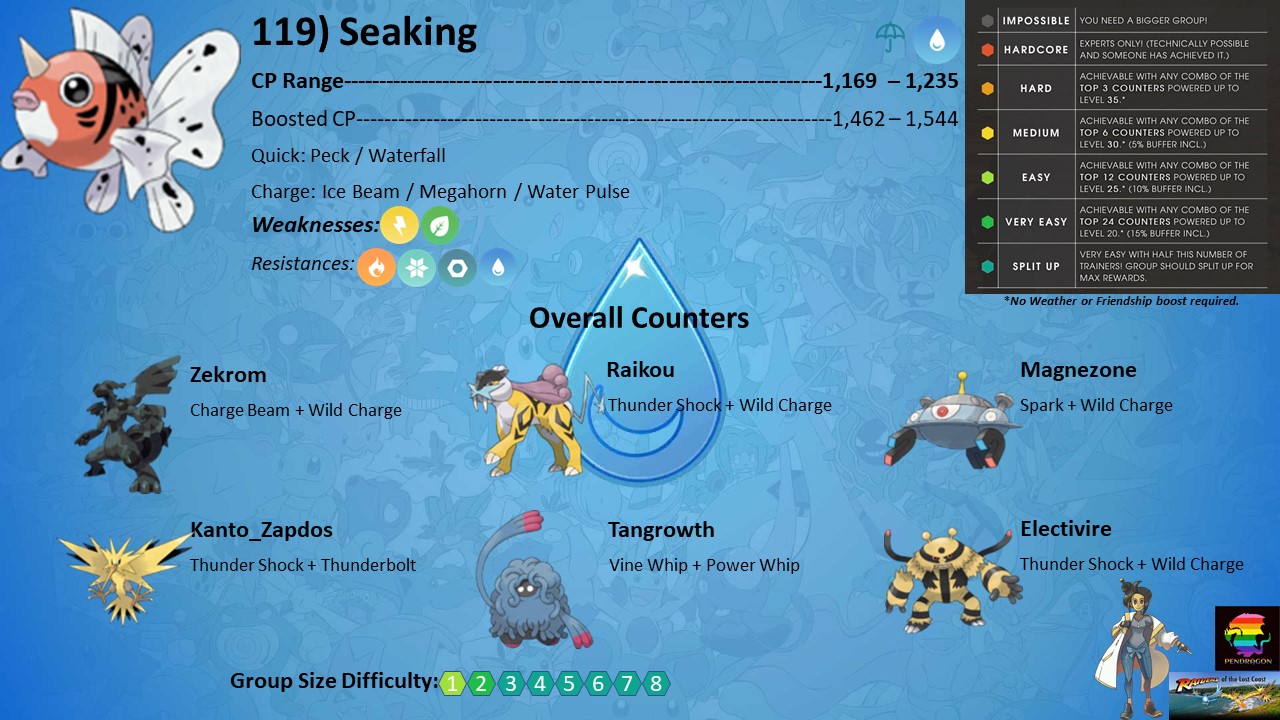 119) Seaking
CP Range----------------------------------------------------------------------1,169 – 1,235
Boosted CP----------------------------------------------------------------------1,462 – 1,544
Quick: Peck / Waterfall
Charge: Ice Beam / Megahorn / Water Pulse
Weaknesses:
Resistances:
IMPOSSIBLE YOU NEED A BIGGER GROUP!
HARDCORE EXPERTS ONLY! (TECHNICALLY POSSIBLE
AND SOMEONE HAS ACHIEVED IT.)
HARD ACHIEVABLE WITH ANY COMBO OF THE
TOP 3 COUNTERS POWERED UP TO
LEVEL 35.*
MEDIUM ACHIEVABLE WITH ANY COMBO OF THE
TOP 6 COUNTERS POWERED UP TO
LEVEL 30.* (5% BUFFER INCL.)
EASY ACHIEVABLE WITH ANY COMBO OF THE
TOP 12 COUNTERS POWERED UP TO
LEVEL 25.* (10% BUFFER INCL.)
VERY EASY ACHIEVABLE WITH ANY COMBO OF THE
TOP 24 COUNTERS POWERED UP TO
LEVEL 20.* (15% BUFFER INCL.)
SPLIT UP VERY EASY WITH HALF THIS NUMBER OF
TRAINERS! GROUP SHOULD SPLIT UP FOR
MAX REWARDS.
*No Weather or Friendship boost required.
Overall Counters
Zekrom
Charge Beam + Wild Charge
Raikou
Thunder Shock + Wild Charge
Magnezone
Spark + Wild Charge
Kanto_Zapdos
Thunder Shock + Thunderbolt
Tangrowth
Vine Whip + Power Whip
Electivire
Thunder Shock + Wild Charge
Group Size Difficulty: 1 2 3 4 5 6 7 8
PENDRAGON
RAIDERS of the Lost Coast